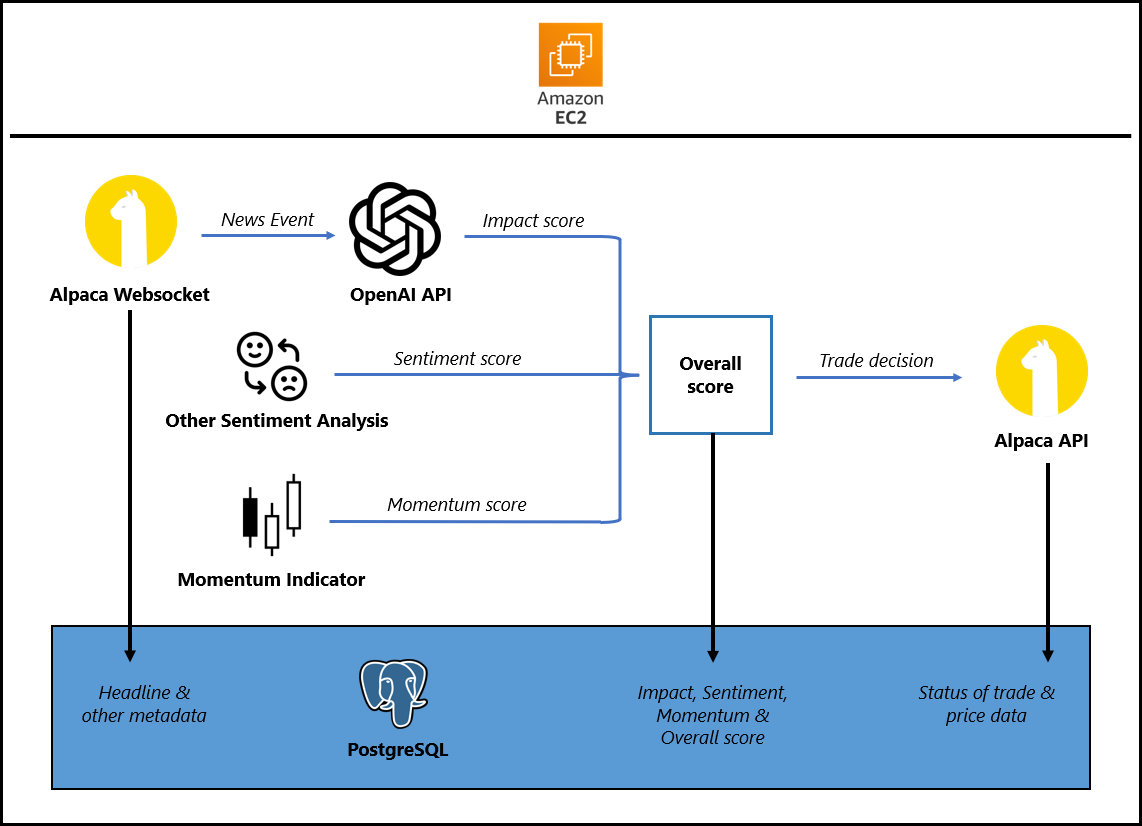 Amazon
EC2
News Event
Impact score
Alpaca Websocket
OpenAI API
Sentiment score
Overall
score
Trade decision
Other Sentiment Analysis
Alpaca API
Momentum score
Momentum Indicator
Headline &
other metadata
PostgreSQL
Impact, Sentiment,
Momentum &
Overall score
Status of trade &
price data